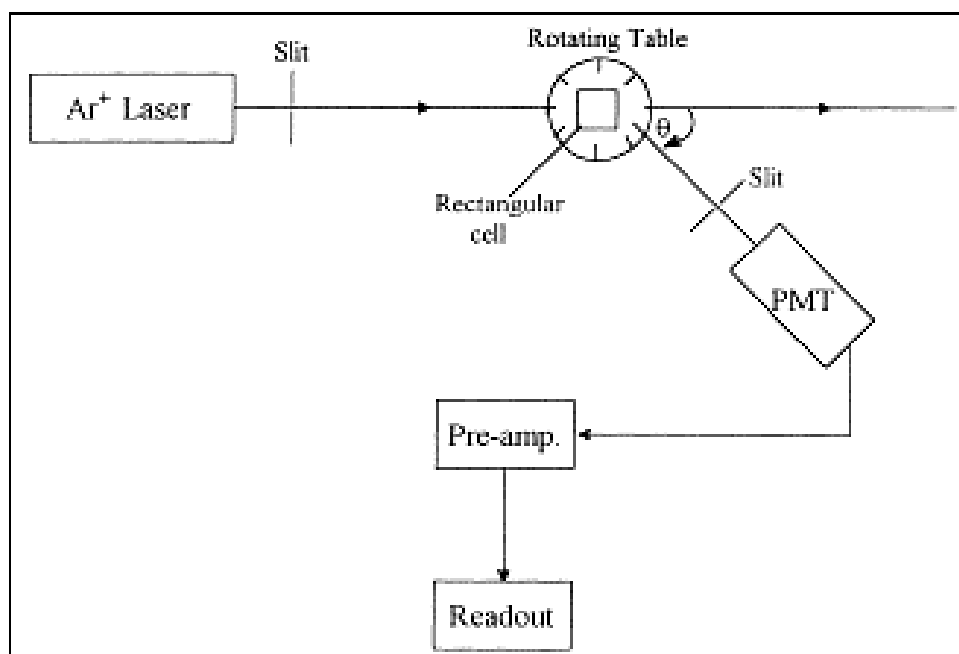 Rotating Table
Slit
Ar⁺ Laser
θ
Slit
Rectangular
cell
PMT
Pre-amp.
Readout